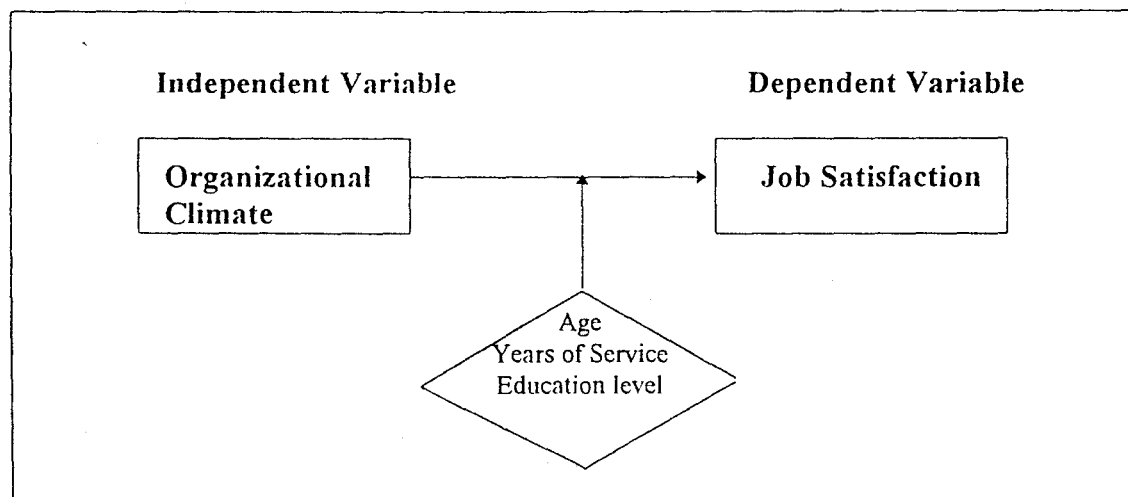 Independent Variable
Dependent Variable
Organizational
Climate
Job Satisfaction
Age
Years of Service
Education level